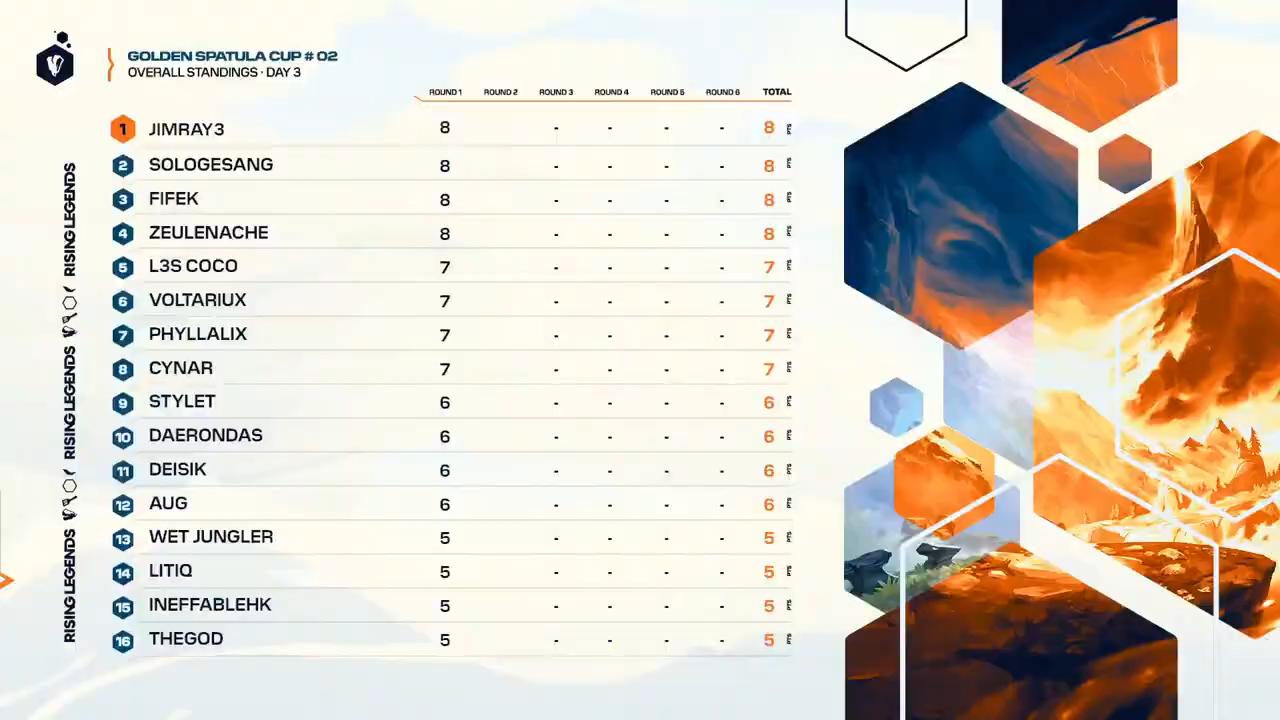 GOLDEN SPATULA CUP # 02
OVERALL STANDINGS · DAY 3
ROUND 1 ROUND 2 ROUND 3 ROUND 4 ROUND 5 ROUND 6 TOTAL
1 JIMRAY3 8 - - - - 8 PTS
2 SOLOGESANG 8 - - - - 8 PTS
3 FIFEK 8 - - - - 8 PTS
4 ZEULENACHE 8 - - - - 8 PTS
5 L3S COCO 7 - - - - 7 PTS
6 VOLTARIUX 7 - - - - 7 PTS
7 PHYLLALIX 7 - - - - 7 PTS
8 CYNAR 7 - - - - 7 PTS
9 STYLET 6 - - - - 6 PTS
10 DAERONDAS 6 - - - - 6 PTS
11 DEISIK 6 - - - - 6 PTS
12 AUG 6 - - - - 6 PTS
13 WET JUNGLER 5 - - - - 5 PTS
14 LITIQ 5 - - - - 5 PTS
15 INEFFABLEHK 5 - - - - 5 PTS
16 THEGOD 5 - - - - 5 PTS
RISING LEGENDS
RISING LEGENDS
RISING LEGENDS